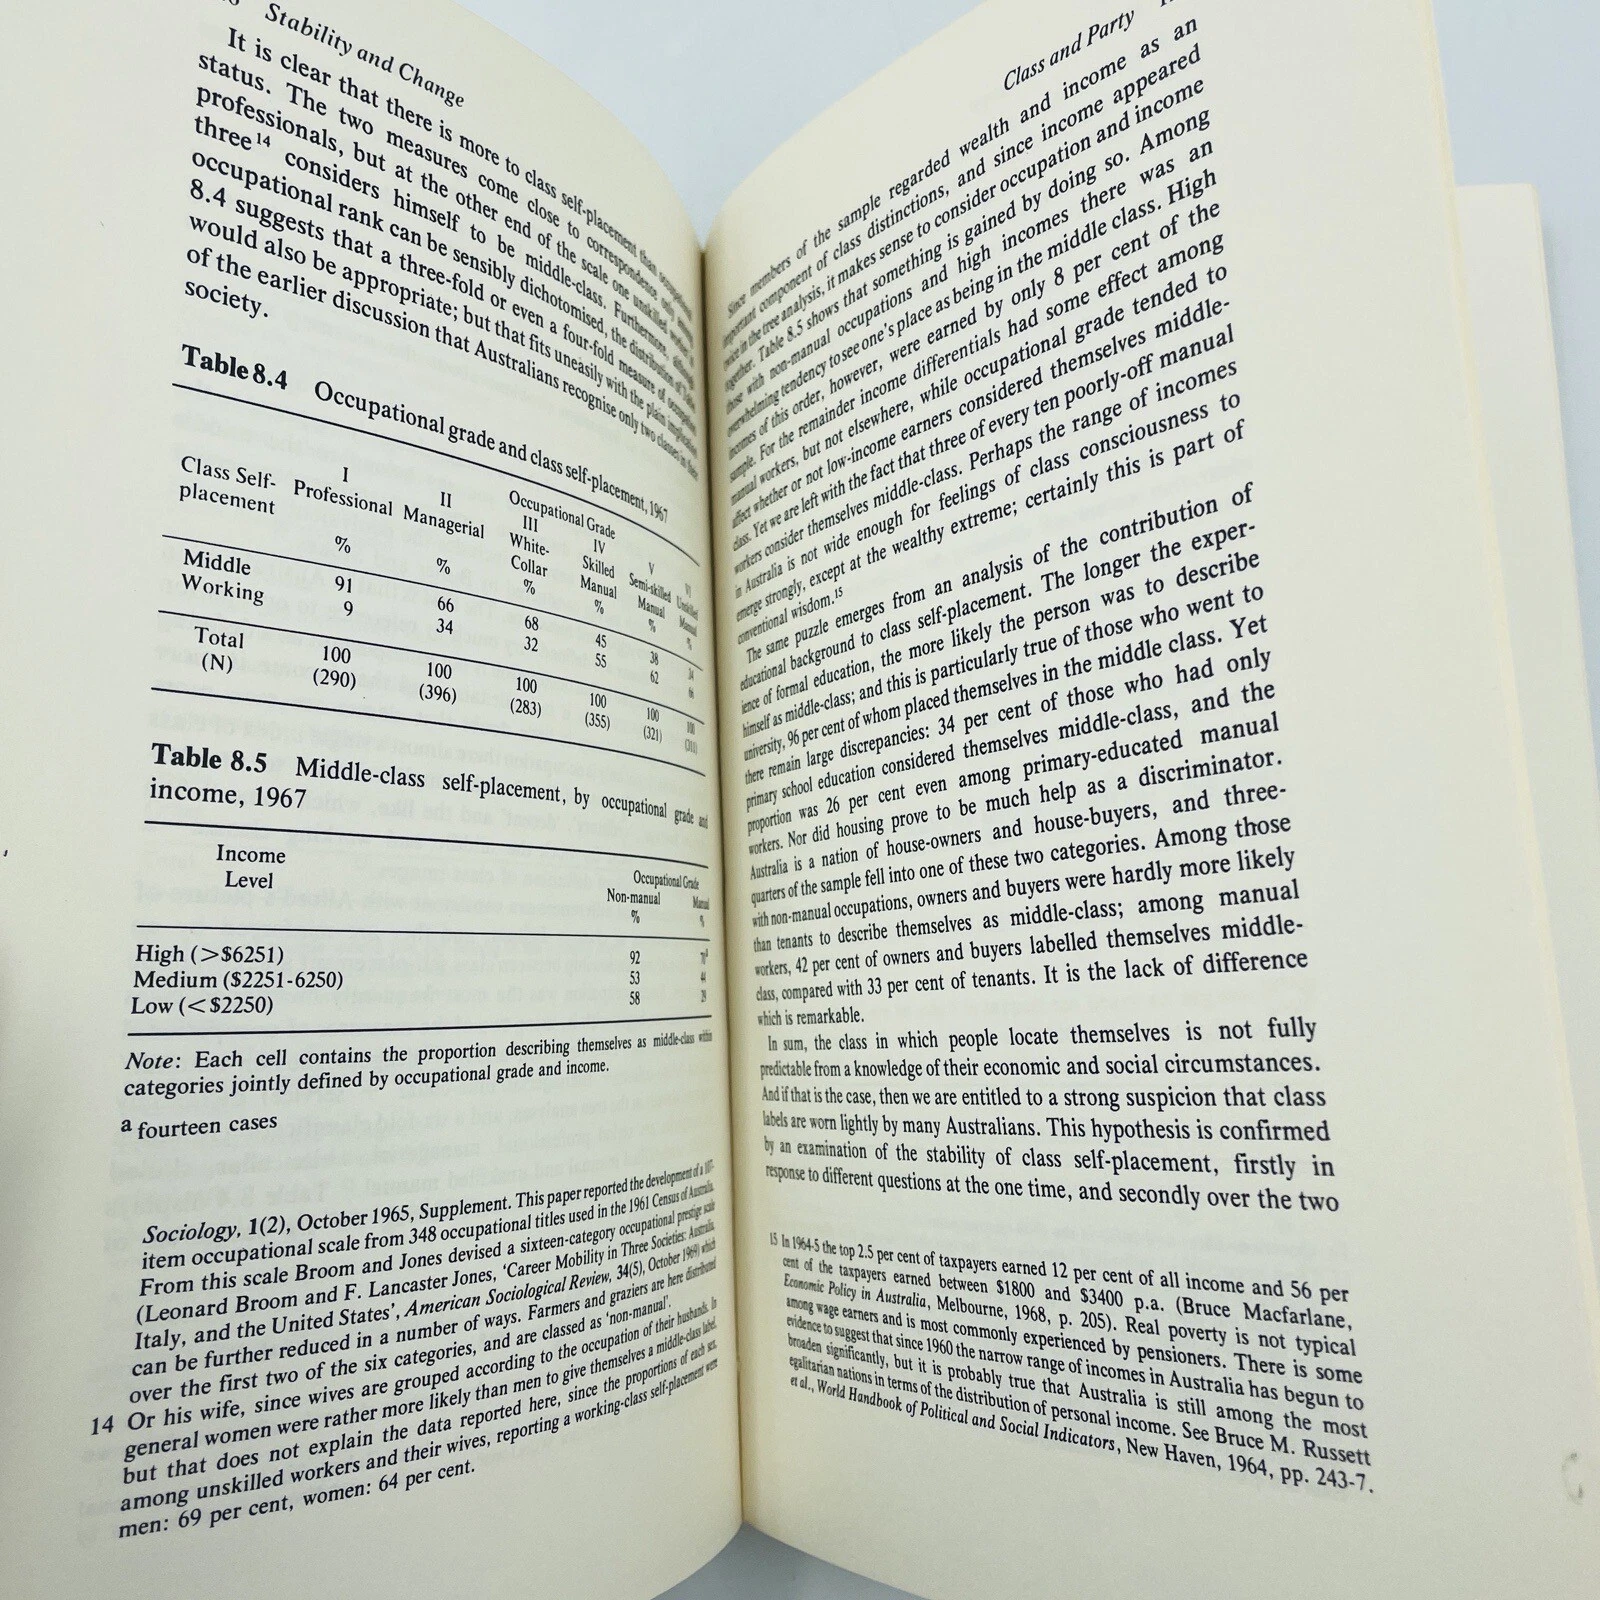 Stability and Change
It is clear that there is more to class self-placement than occupational
status. The two measures come close to correspondence only among
professionals, but at the other end of the scale one unskilled worker in
three14 considers himself to be middle-class. Furthermore, although
occupational rank can be sensibly dichotomised, the distribution of Table
8.4 suggests that a three-fold or even a four-fold measure of occupation
would also be appropriate; but that fits uneasily with the plain implication
of the earlier discussion that Australians recognise only two classes in their
society.
Table 8.4 Occupational grade and class self-placement, 1967
Class Self-placement
Occupational Grade
I Professional %
II Managerial %
III White-Collar %
IV Skilled Manual %
V Semi-skilled Manual %
VI Unskilled Manual %
Middle 91 66 68 45 38 34
Working 9 34 32 55 62 66
Total 100 100 100 100 100 100
(N) (290) (396) (283) (355) (321)
Table 8.5 Middle-class self-placement, by occupational grade and
income, 1967
Income
Level
Occupational Grade
Non-manual Manual
% %
High (>$6251) 92
Medium ($2251-6250) 53 44
Low (<$2250) 58 29
Note: Each cell contains the proportion describing themselves as middle-class within
categories jointly defined by occupational grade and income.
a fourteen cases
Sociology, 1(2), October 1965, Supplement. This paper reported the development of a
item occupational scale from 348 occupational titles used in the 1961 Census of Australia.
From this scale Broom and Jones devised a sixteen-category occupational prestige scale
(Leonard Broom and F. Lancaster Jones, 'Career Mobility in Three Societies: Australia,
Italy, and the United States', American Sociological Review, 34(5), October 1969) which
can be further reduced in a number of ways. Farmers and graziers are here distributed
over the first two of the six categories, and are classed as 'non-manual'.
14 Or his wife, since wives are grouped according to the occupation of their husbands. In
general women were rather more likely than men to give themselves a middle-class label,
but that does not explain the data reported here, since the proportions of each sex,
among unskilled workers and their wives, reporting a working-class self-placement were
men: 69 per cent, women: 64 per cent.
Class and Party
Since members of the sample regarded wealth and income as an
important component of class distinctions, and since income appeared
twice in the tree analysis, it makes sense to consider occupation and income
together. Table 8.5 shows that something is gained by doing so. Among
those with non-manual occupations and high incomes there was an
overwhelming tendency to see one's place as being in the middle class. High
incomes of this order, however, were earned by only 8 per cent of the
sample. For the remainder income differentials had some effect among
manual workers, but not elsewhere, while occupational grade tended to
affect whether or not low-income earners considered themselves middle-
class. Yet we are left with the fact that three of every ten poorly-off manual
workers consider themselves middle-class. Perhaps the range of incomes
in Australia is not wide enough for feelings of class consciousness to
emerge strongly, except at the wealthy extreme; certainly this is part of
conventional wisdom.15
The same puzzle emerges from an analysis of the contribution of
educational background to class self-placement. The longer the exper-
ience of formal education, the more likely the person was to describe
himself as middle-class; and this is particularly true of those who went to
university, 96 per cent of whom placed themselves in the middle class. Yet
there remain large discrepancies: 34 per cent of those who had only
primary school education considered themselves middle-class, and the
proportion was 26 per cent even among primary-educated manual
workers. Nor did housing prove to be much help as a discriminator.
Australia is a nation of house-owners and house-buyers, and three-
quarters of the sample fell into one of these two categories. Among those
with non-manual occupations, owners and buyers were hardly more likely
than tenants to describe themselves as middle-class; among manual
workers, 42 per cent of owners and buyers labelled themselves middle-
class, compared with 33 per cent of tenants. It is the lack of difference
which is remarkable.
In sum, the class in which people locate themselves is not fully
predictable from a knowledge of their economic and social circumstances.
And if that is the case, then we are entitled to a strong suspicion that class
labels are worn lightly by many Australians. This hypothesis is confirmed
by an examination of the stability of class self-placement, firstly in
response to different questions at the one time, and secondly over the two
15 In 1964-5 the top 2.5 per cent of taxpayers earned 12 per cent of all income and 56 per
cent of the taxpayers earned between $1800 and $3400 p.a. (Bruce Macfarlane,
Economic Policy in Australia, Melbourne, 1968, p. 205). Real poverty is not typical
among wage earners and is most commonly experienced by pensioners. There is some
evidence to suggest that since 1960 the narrow range of incomes in Australia has begun to
broaden significantly, but it is probably true that Australia is still among the most
egalitarian nations in terms of the distribution of personal income. See Bruce M. Russett
et al., World Handbook of Political and Social Indicators, New Haven, 1964, pp. 243-7.